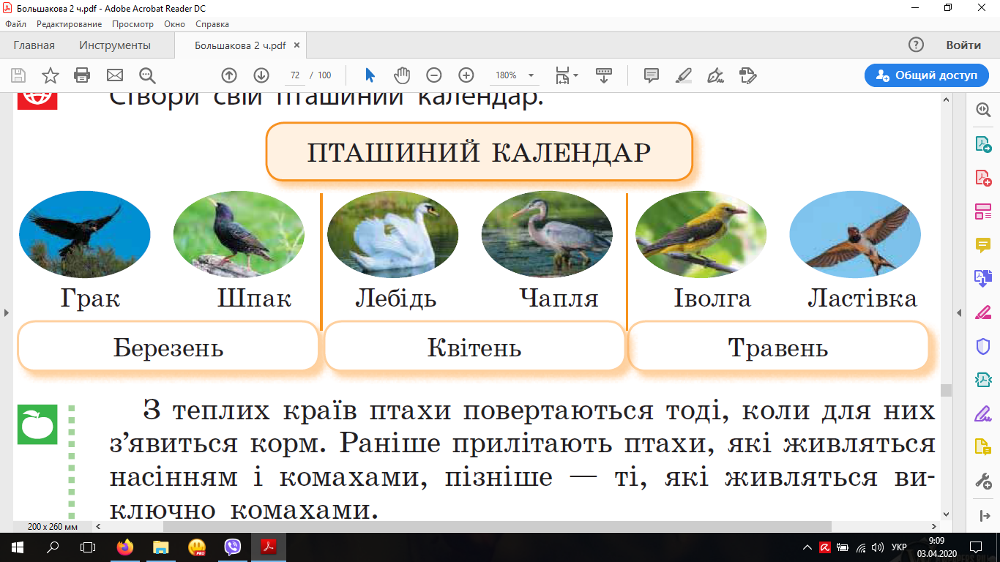 Большакова 2 ч.pdf - Adobe Acrobat Reader DC
Файл Редактирование Просмотр Окно Справка
Главная Инструменты Большакова 2 ч.pdf × Войти
72 / 100 180% Общий доступ
Створи свій пташиний календар.
ПТАШИНИЙ КАЛЕНДАР
Грак Шпак Лебідь Чапля Іволга Ластівка
Березень Квітень Травень
З теплих країв птахи повертаються тоді, коли для них
з’явиться корм. Раніше прилітають птахи, які живляться
насінням і комахами, пізніше — ті, які живляться ви-
ключно комахами.
200 x 260 мм
PRO УКР 9:09
03.04.2020